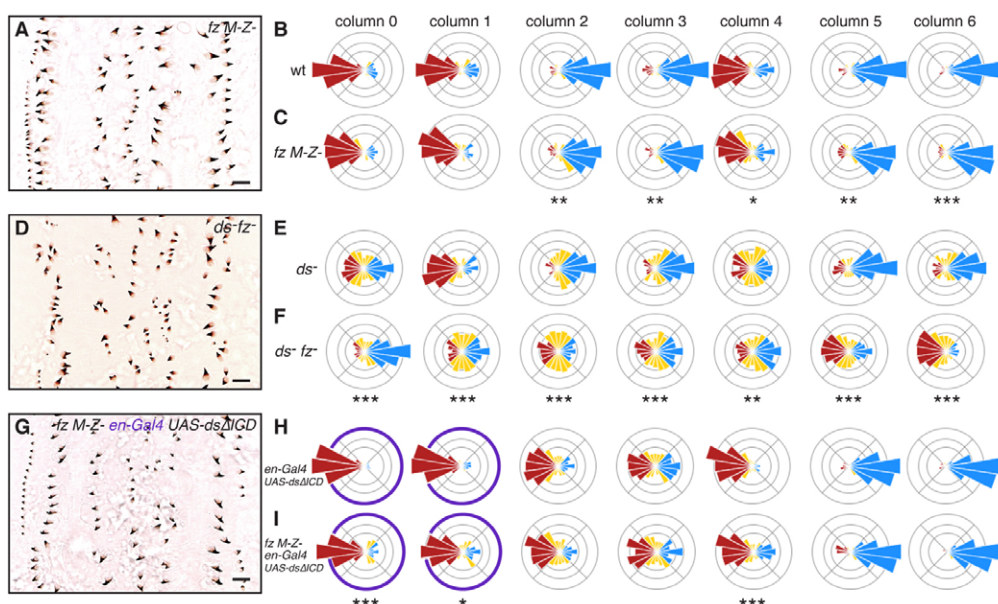 column 0 column 1 column 2 column 3 column 4 column 5 column 6
A fz M-Z-
B wt
C fz M-Z-
** ** * ** ***
D ds-fz-
E ds-
F ds- fz-
*** *** *** *** ** *** ***
G fz M-Z- en-Gal4 UAS-dsΔICD
H
en-Gal4
UAS-dsΔICD
I
fz M-Z-
en-Gal4
UAS-dsΔICD
*** * ***